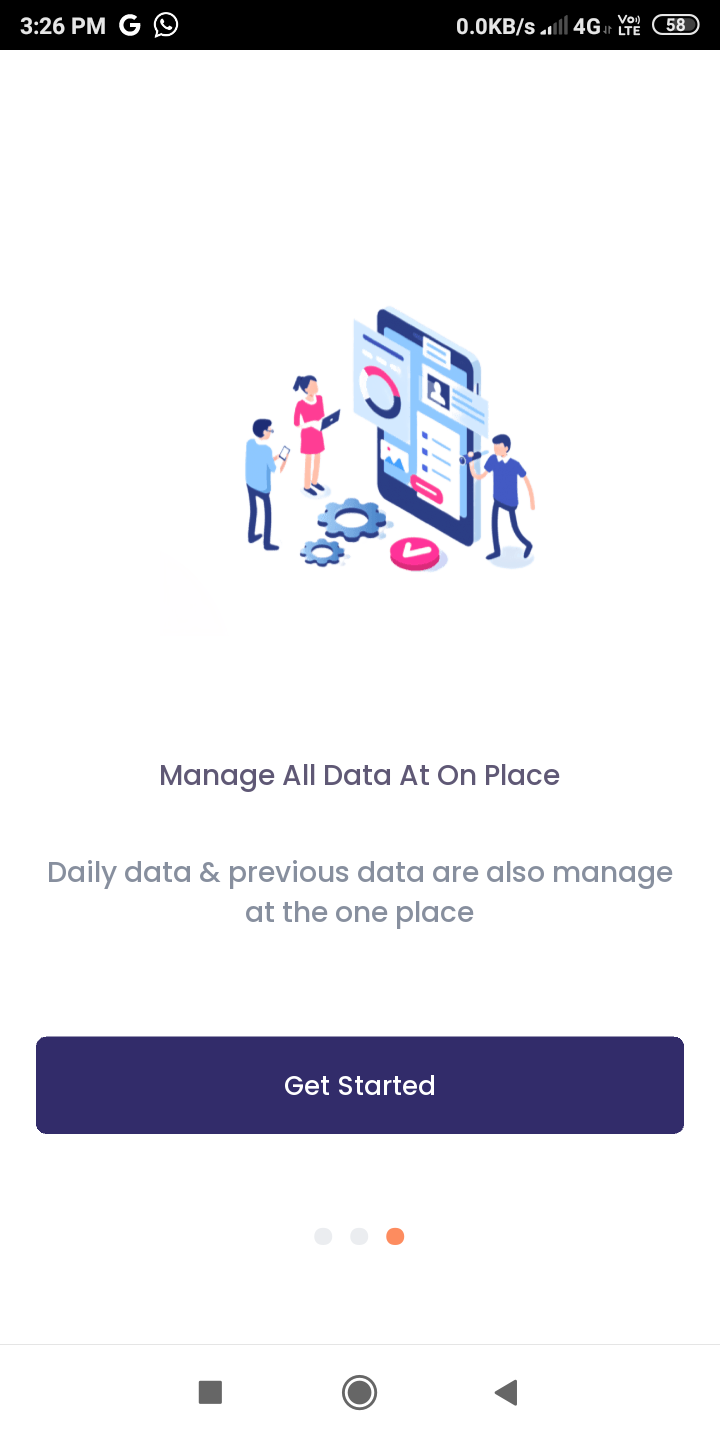 3:26 PM
0.0KB/s 4G Vo) LTE 58
Manage All Data At On Place
Daily data & previous data are also manage
at the one place
Get Started